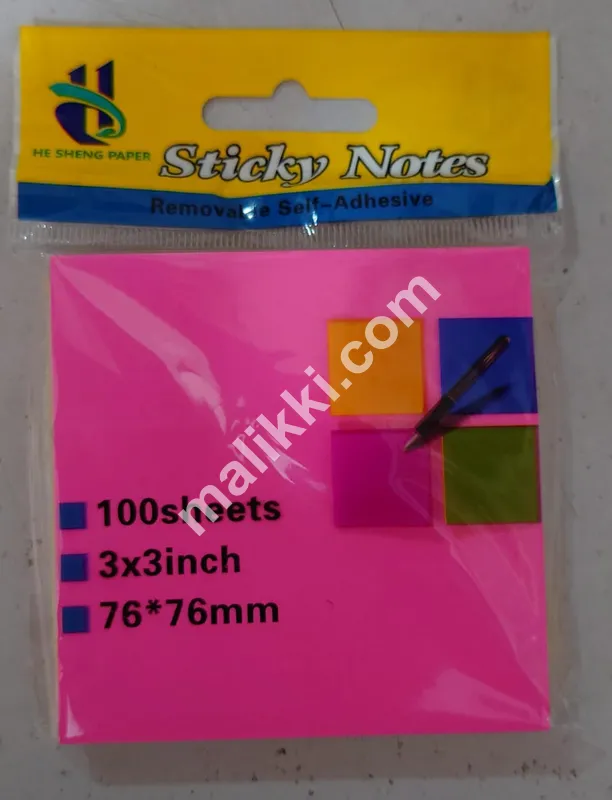 HE SHENG PAPER
Sticky Notes
Removable Self-Adhesive
malikki.com
100sheets
3x3inch
76*76mm